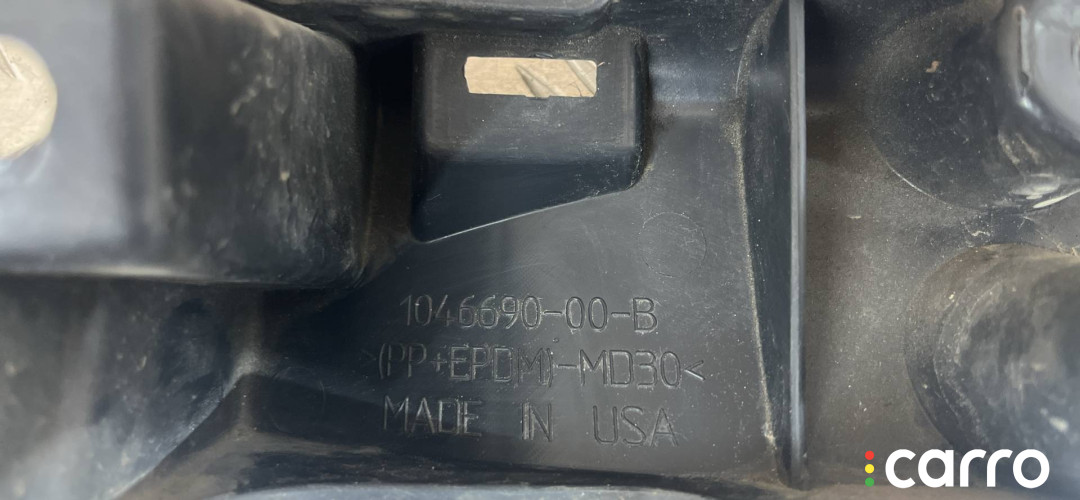 1046690-00-B
>(PP+EPDM)-MD30<
MADE IN USA
carro